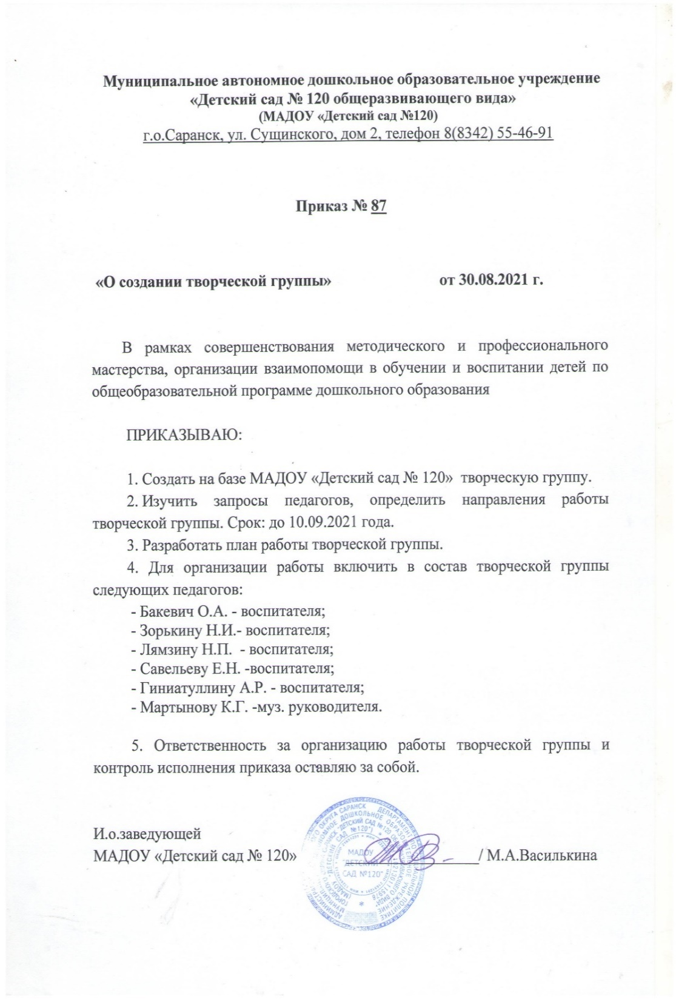 Муниципальное автономное дошкольное образовательное учреждение
«Детский сад № 120 общеразвивающего вида»
(МАДОУ «Детский сад №120)
г.о.Саранск, ул. Сущинского, дом 2, телефон 8(8342) 55-46-91
Приказ № 87
«О создании творческой группы» от 30.08.2021 г.
В рамках совершенствования методического и профессионального
мастерства, организации взаимопомощи в обучении и воспитании детей по
общеобразовательной программе дошкольного образования
ПРИКАЗЫВАЮ:
1. Создать на базе МАДОУ «Детский сад № 120» творческую группу.
2. Изучить запросы педагогов, определить направления работы
творческой группы. Срок: до 10.09.2021 года.
3. Разработать план работы творческой группы.
4. Для организации работы включить в состав творческой группы
следующих педагогов:
- Бакевич О.А. - воспитателя;
- Зорькину Н.И.- воспитателя;
- Лямзину Н.П. - воспитателя;
- Савельеву Е.Н. -воспитателя;
- Гиниатуллину А.Р. - воспитателя;
- Мартынову К.Г. -муз. руководителя.
5. Ответственность за организацию работы творческой группы и
контроль исполнения приказа оставляю за собой.
И.о.заведующей
МАДОУ «Детский сад № 120» / М.А.Василькина
МАДОУ
"ДЕТСКИЙ
САД №120"